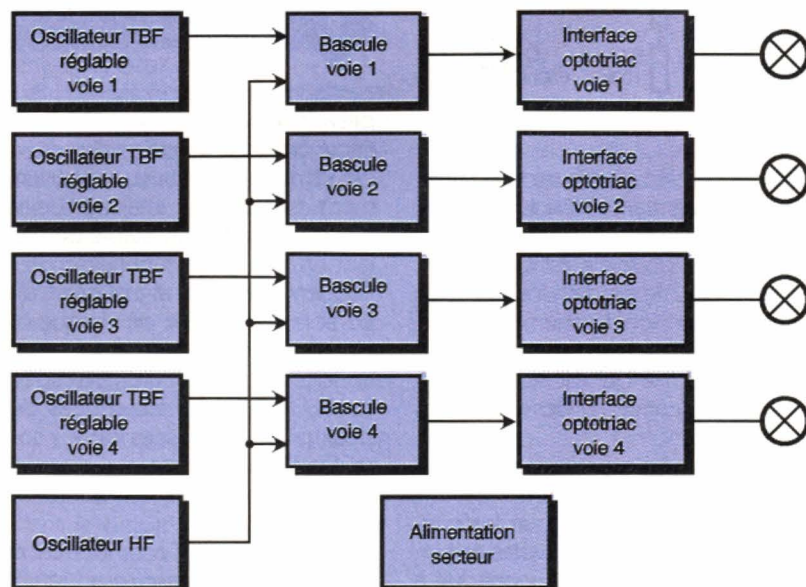 Oscillateur TBF
réglable
voie 1
Bascule
voie 1
Interface
optotriac
voie 1
Oscillateur TBF
réglable
voie 2
Bascule
voie 2
Interface
optotriac
voie 2
Oscillateur TBF
réglable
voie 3
Bascule
voie 3
Interface
optotriac
voie 3
Oscillateur TBF
réglable
voie 4
Bascule
voie 4
Interface
optotriac
voie 4
Oscillateur HF
Alimentation
secteur